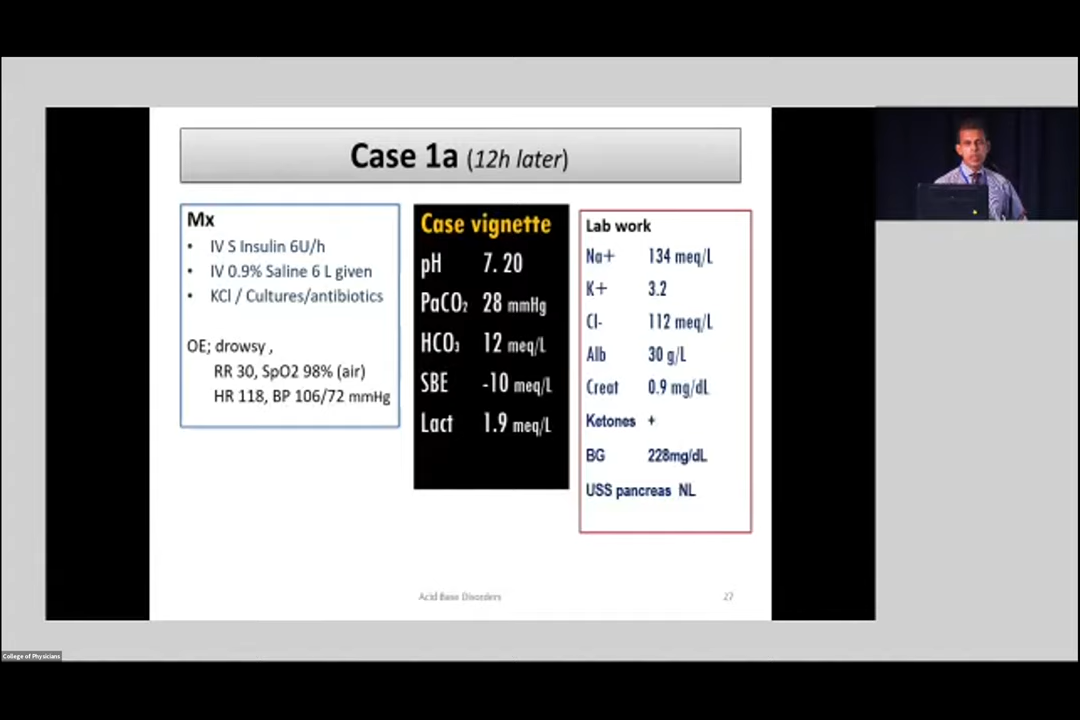 Case 1a (12h later)
Mx
• IV S Insulin 6U/h
• IV 0.9% Saline 6 L given
• KCl / Cultures/antibiotics
OE; drowsy ,
RR 30, SpO2 98% (air)
HR 118, BP 106/72 mmHg
Case vignette
pH 7. 20
PaCO₂ 28 mmHg
HCO₃ 12 meq/L
SBE -10 meq/L
Lact 1.9 meq/L
Lab work
Na+ 134 meq/L
K+ 3.2
Cl- 112 meq/L
Alb 30 g/L
Creat 0.9 mg/dL
Ketones +
BG 228mg/dL
USS pancreas NL
Acid Base Disorders
27
College of Physicians